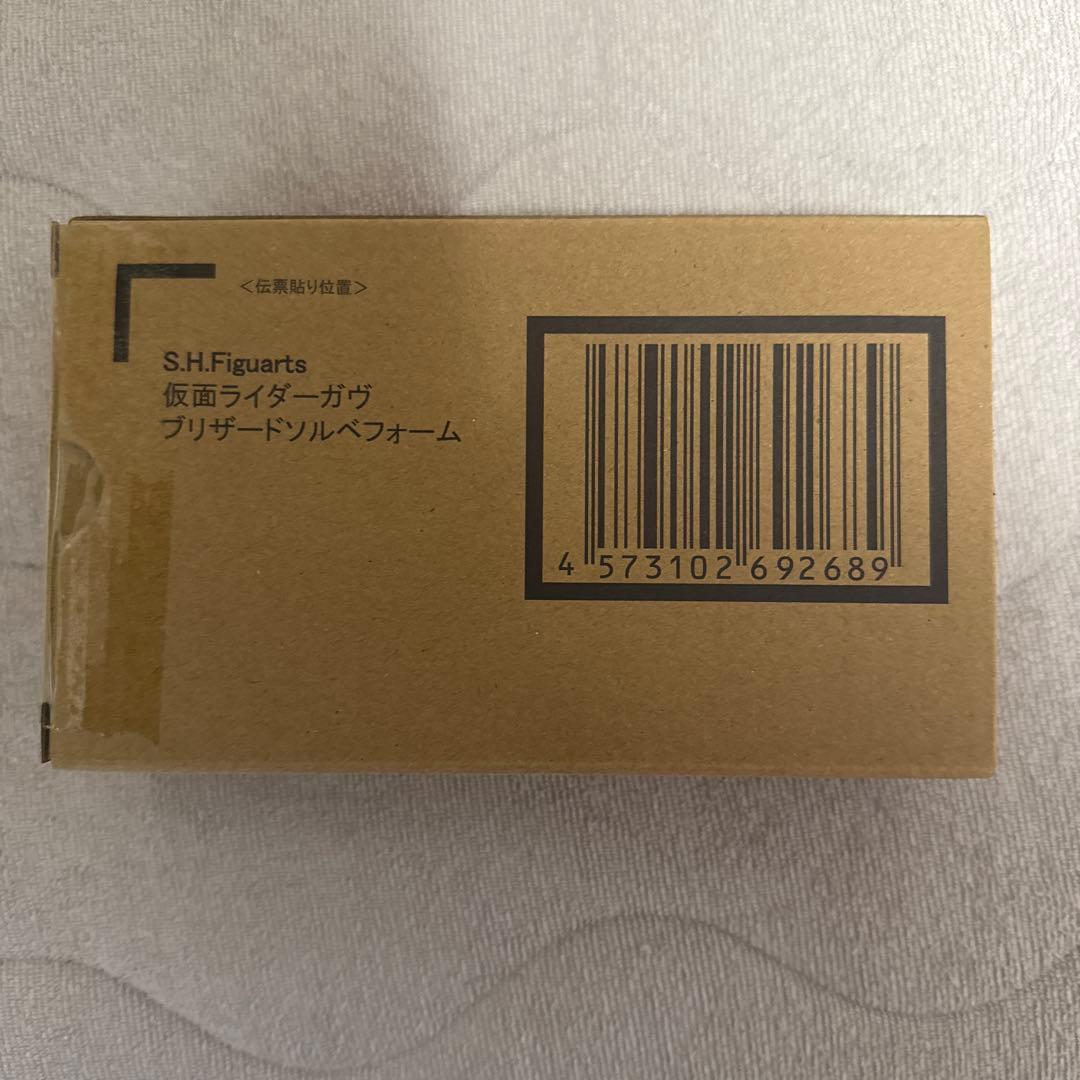 <伝票貼り位置>
S.H.Figuarts
仮面ライダーガヴ
ブリザードソルベフォーム
4 573102 692689